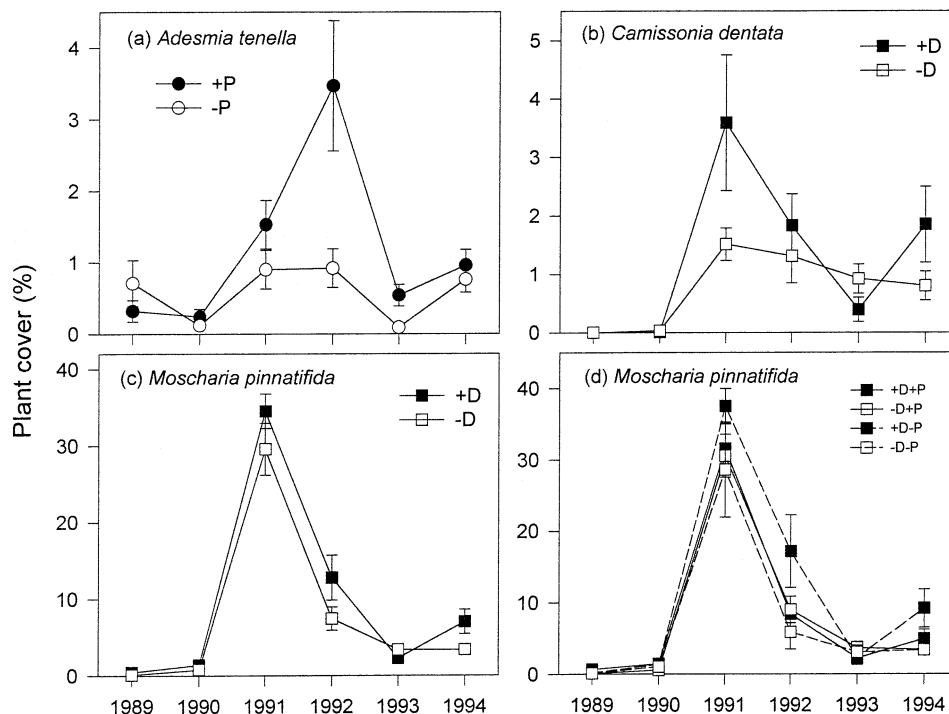 Plant cover (%)
(a) Adesmia tenella
+P
-P
4
3
2
1
0
(b) Camissonia dentata
+D
-D
5
4
3
2
1
0
(c) Moscharia pinnatifida
+D
-D
40
30
20
10
0
1989 1990 1991 1992 1993 1994
(d) Moscharia pinnatifida
+D+P
-D+P
+D-P
-D-P
40
30
20
10
0
1989 1990 1991 1992 1993 1994